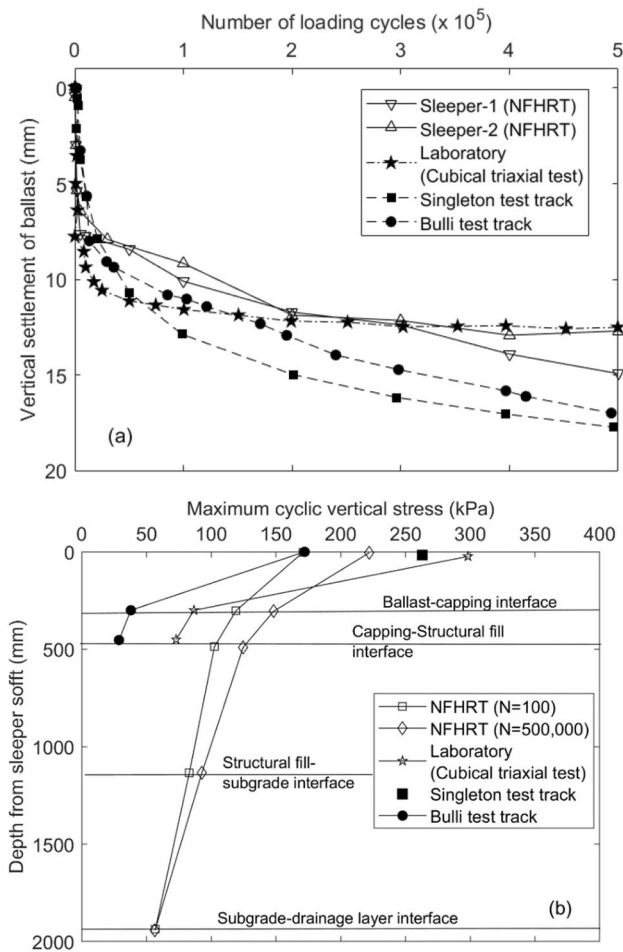 Number of loading cycles (x 10⁵)
0 1 2 3 4 5
0
5
10
15
20
Vertical settlement of ballast (mm)
Sleeper-1 (NFHRT)
Sleeper-2 (NFHRT)
Laboratory
(Cubical triaxial test)
Singleton test track
Bulli test track
(a)
Maximum cyclic vertical stress (kPa)
0 50 100 150 200 250 300 350 400
0
500
1000
1500
2000
Depth from sleeper sofft (mm)
Ballast-capping interface
Capping-Structural fill
interface
NFHRT (N=100)
NFHRT (N=500,000)
Laboratory
(Cubical triaxial test)
Singleton test track
Bulli test track
Structural fill-
subgrade interface
Subgrade-drainage layer interface
(b)